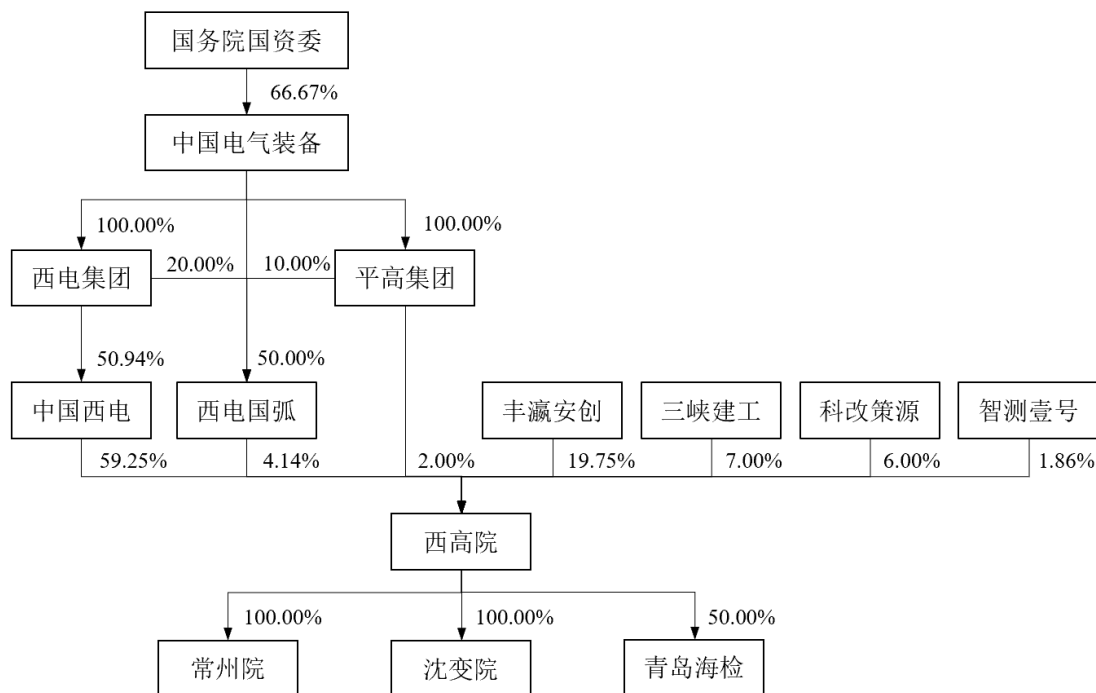 国务院国资委
66.67%
中国电气装备
100.00%
100.00%
西电集团
20.00%
10.00%
平高集团
50.94%
50.00%
中国西电
西电国弧
丰瀛安创
三峡建工
科改策源
智测壹号
59.25%
4.14%
2.00%
19.75%
7.00%
6.00%
1.86%
西高院
100.00%
100.00%
50.00%
常州院
沈变院
青岛海检